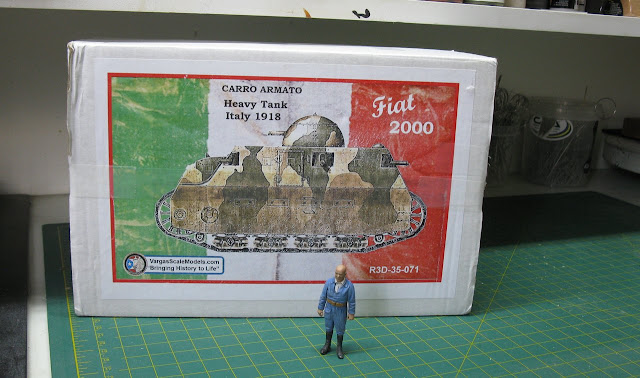 CARRO ARMATO
Heavy Tank
Italy 1918
Fiat
2000
VargasScaleModels.com
"Bringing History to Life"
R3D-35-071